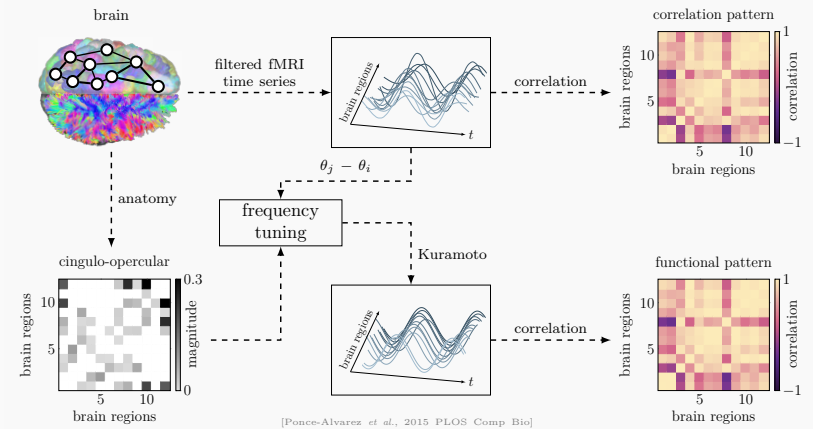 brain
filtered fMRI
time series
brain regions
t
correlation
correlation pattern
brain regions
10
5
5
10
brain regions
1
−1
correlation
anatomy
θj − θi
frequency
tuning
Kuramoto
cingulo-opercular
brain regions
10
5
5
10
brain regions
0.3
0
magnitude
brain regions
t
correlation
functional pattern
brain regions
10
5
5
10
brain regions
1
−1
correlation
[Ponce-Alvarez et al., 2015 PLOS Comp Bio]